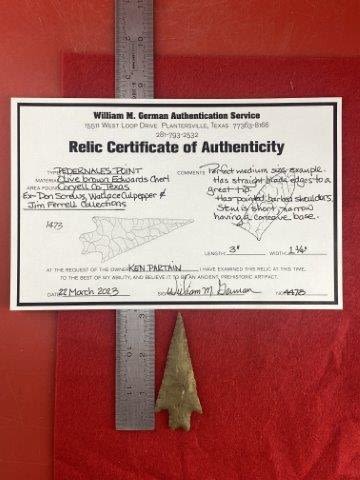 William M. German Authentication Service
15511 West Loop Drive Plantersville, Texas 77363-8166
281-793-2532
Relic Certificate of Authenticity
TYPE: PEDERNALES POINT
MATERIAL: Olive brown Edwards Chert
AREA FOUND: Coryell Co, Texas
Ex-Don Screws, Wallace Culpepper &
Jim Ferrell Collections
COMMENTS: Perfect medium size example.
Has straight blade edges to a
great tip.
Has pointed barbed shoulders.
Stem is short, narrow
having a concave base.
1473
LENGTH: 3" WIDTH: 1 1/4"
AT THE REQUEST OF THE OWNER, KEN PARTAIN I HAVE EXAMINED THIS RELIC AT THIS TIME.
TO THE BEST OF MY ABILITY, AND BELIEVE IT TO BE AN ANCIENT, PREHISTORIC ARTIFACT.
DATE: 22 March 2023 SIGN: William M German NO: 4478